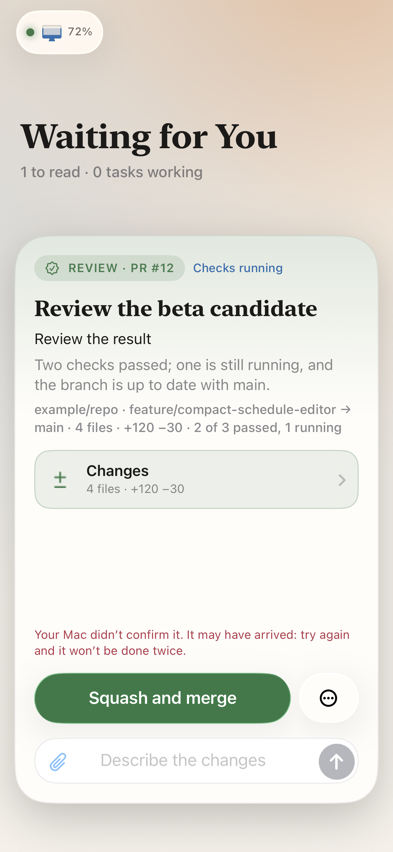 72%
Waiting for You
1 to read · 0 tasks working
REVIEW · PR #12 Checks running
Review the beta candidate
Review the result
Two checks passed; one is still running, and
the branch is up to date with main.
example/repo · feature/compact-schedule-editor →
main · 4 files · +120 −30 · 2 of 3 passed, 1 running
Changes
4 files · +120 −30
Your Mac didn’t confirm it. It may have arrived: try again
and it won’t be done twice.
Squash and merge
Describe the changes